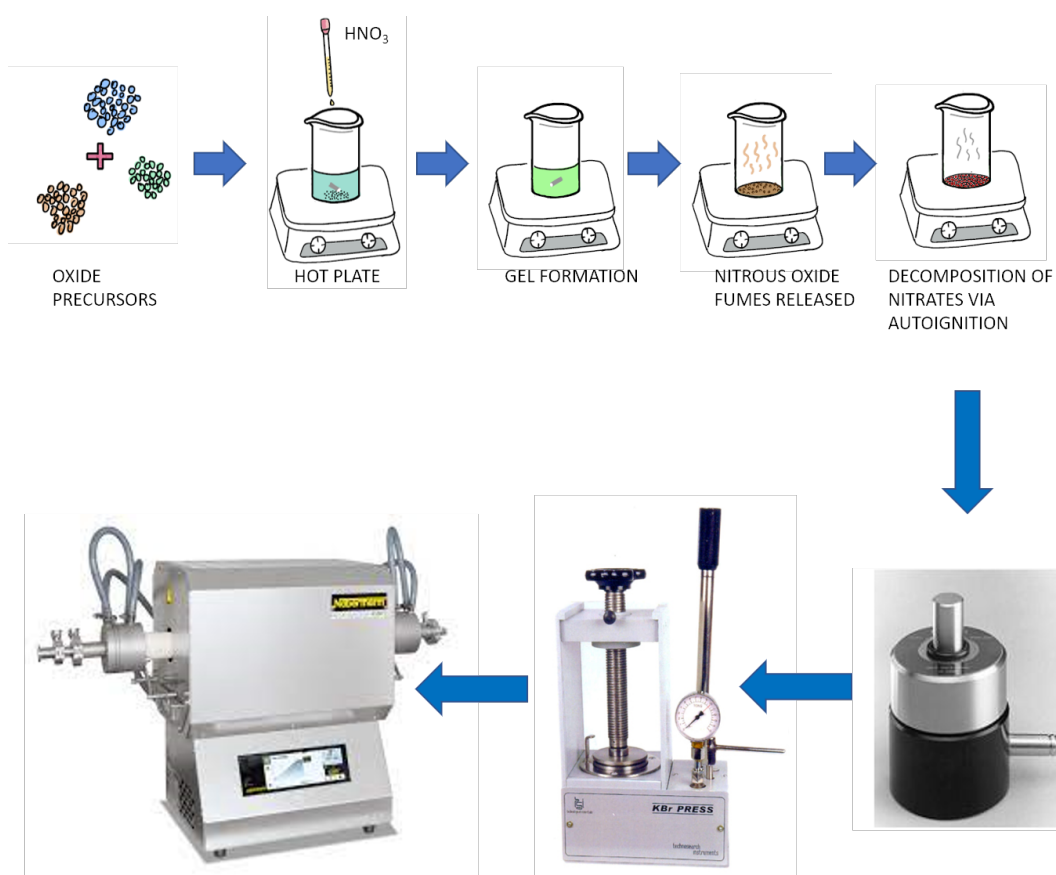 HNO3
OXIDE
PRECURSORS
HOT PLATE
GEL FORMATION
NITROUS OXIDE
FUMES RELEASED
DECOMPOSITION OF
NITRATES VIA
AUTOIGNITION
Nabertherm
KBr PRESS